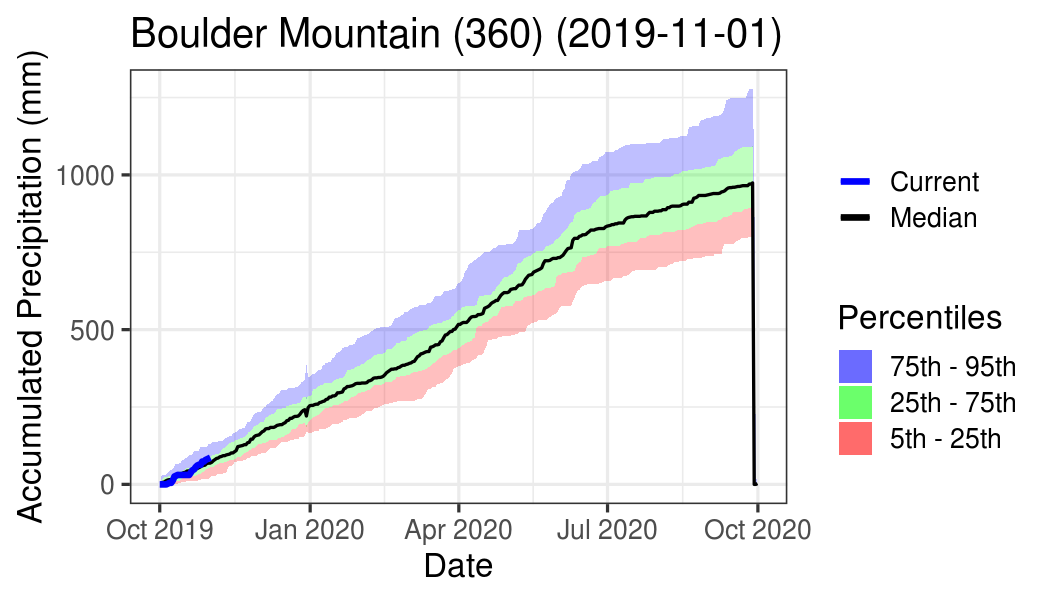 Boulder Mountain (360) (2019-11-01)
Accumulated Precipitation (mm)
1000
500
0
Oct 2019
Jan 2020
Apr 2020
Jul 2020
Oct 2020
Date
Current
Median
Percentiles
75th - 95th
25th - 75th
5th - 25th